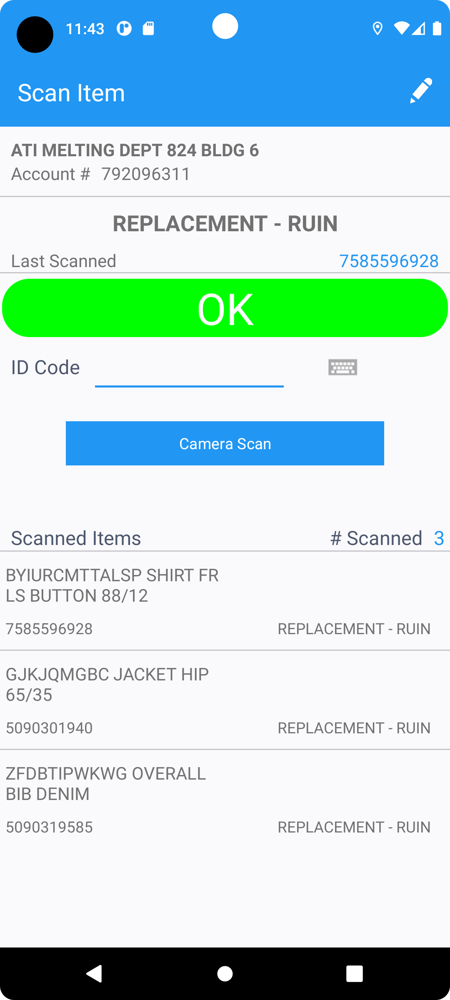 11:43
Scan Item
ATI MELTING DEPT 824 BLDG 6
Account # 792096311
REPLACEMENT - RUIN
Last Scanned 7585596928
OK
ID Code
Camera Scan
Scanned Items # Scanned 3
BYIURCMTTALSP SHIRT FR
LS BUTTON 88/12
7585596928 REPLACEMENT - RUIN
GJKJQMGBC JACKET HIP
65/35
5090301940 REPLACEMENT - RUIN
ZFDBTIPWKWG OVERALL
BIB DENIM
5090319585 REPLACEMENT - RUIN